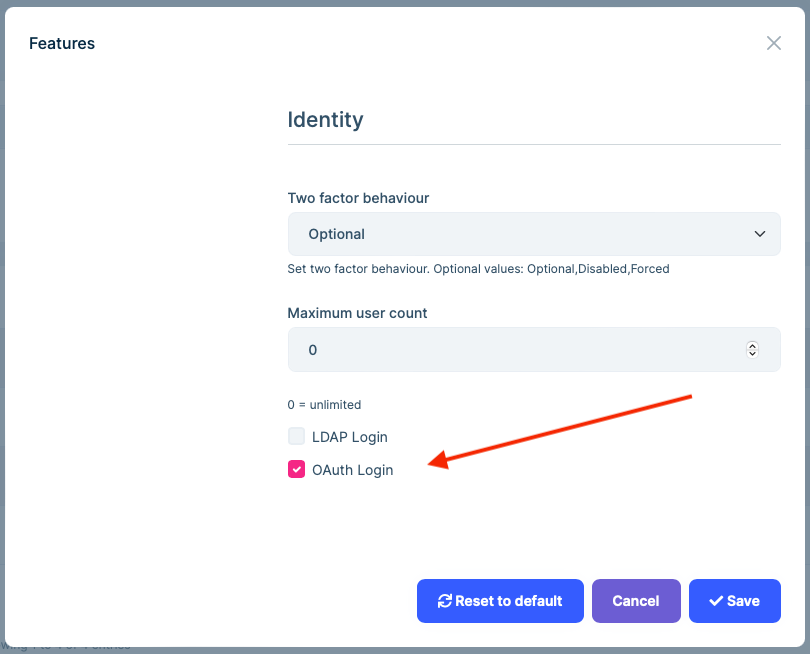 Features
Identity
Two factor behaviour
Optional
Set two factor behaviour. Optional values: Optional,Disabled,Forced
Maximum user count
0
0 = unlimited
LDAP Login
OAuth Login
Reset to default
Cancel
Save